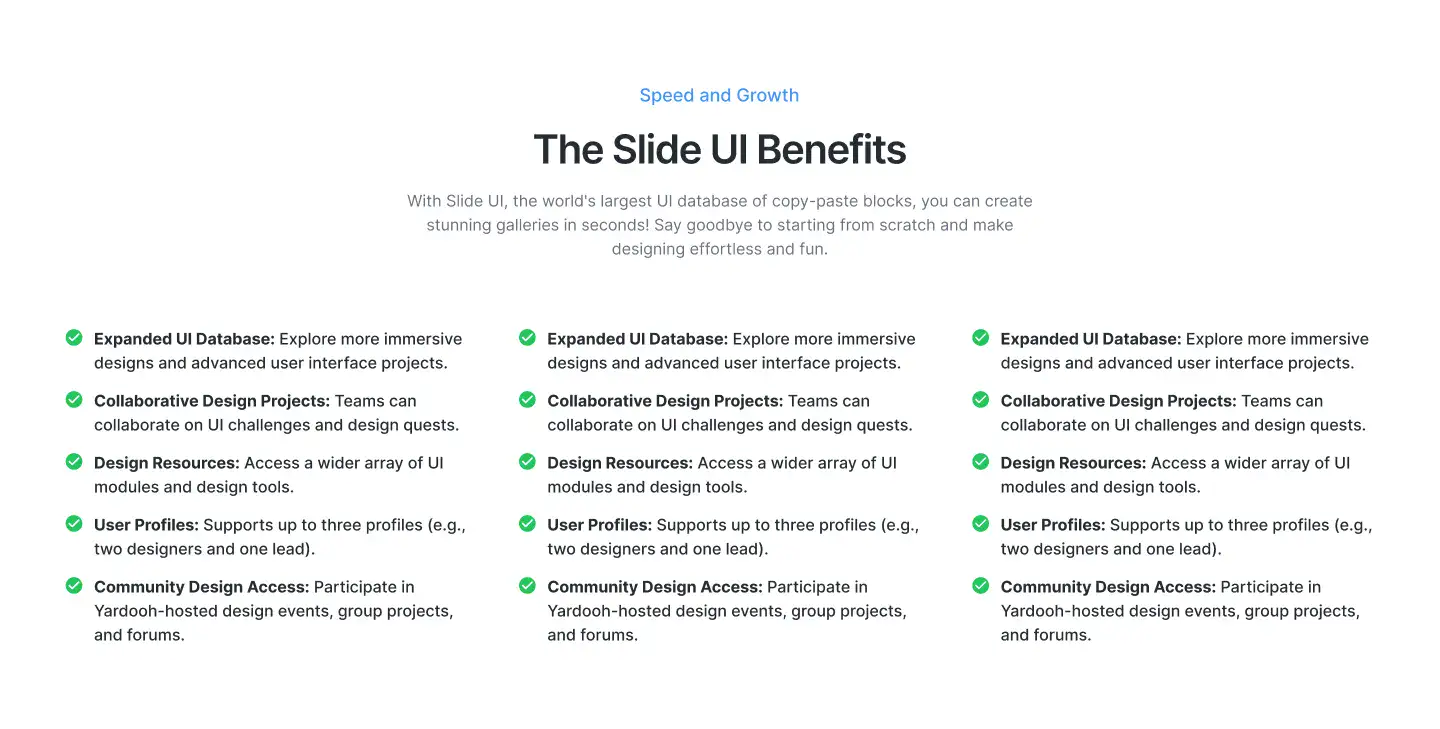 Speed and Growth
The Slide UI Benefits
With Slide UI, the world's largest UI database of copy-paste blocks, you can create
stunning galleries in seconds! Say goodbye to starting from scratch and make
designing effortless and fun.
Expanded UI Database: Explore more immersive
designs and advanced user interface projects.
Collaborative Design Projects: Teams can
collaborate on UI challenges and design quests.
Design Resources: Access a wider array of UI
modules and design tools.
User Profiles: Supports up to three profiles (e.g.,
two designers and one lead).
Community Design Access: Participate in
Yardooh-hosted design events, group projects,
and forums.
Expanded UI Database: Explore more immersive
designs and advanced user interface projects.
Collaborative Design Projects: Teams can
collaborate on UI challenges and design quests.
Design Resources: Access a wider array of UI
modules and design tools.
User Profiles: Supports up to three profiles (e.g.,
two designers and one lead).
Community Design Access: Participate in
Yardooh-hosted design events, group projects,
and forums.
Expanded UI Database: Explore more immersive
designs and advanced user interface projects.
Collaborative Design Projects: Teams can
collaborate on UI challenges and design quests.
Design Resources: Access a wider array of UI
modules and design tools.
User Profiles: Supports up to three profiles (e.g.,
two designers and one lead).
Community Design Access: Participate in
Yardooh-hosted design events, group projects,
and forums.